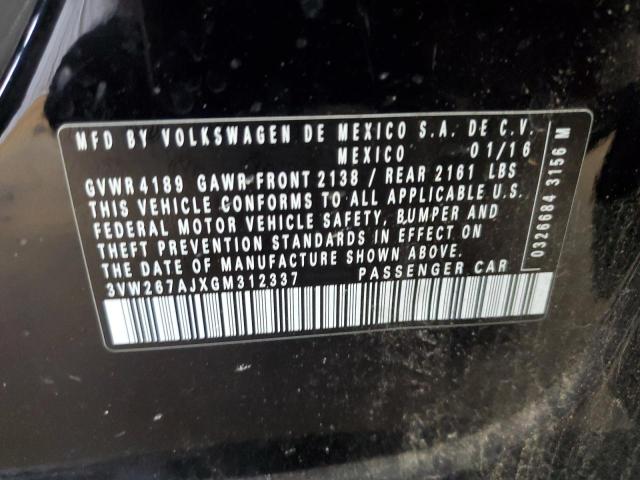 MFD BY VOLKSWAGEN DE MEXICO S.A. DE C.V.
MEXICO 01/16
GVWR 4189 GAWR FRONT 2138 / REAR 2161 LBS
THIS VEHICLE CONFORMS TO ALL APPLICABLE U.S.
FEDERAL MOTOR VEHICLE SAFETY, BUMPER AND
THEFT PREVENTION STANDARDS IN EFFECT ON
THE DATE OF MANUFACTURE SHOWN ABOVE.
3VW267AJXGM312337 PASSENGER CAR
0326684 3156 M